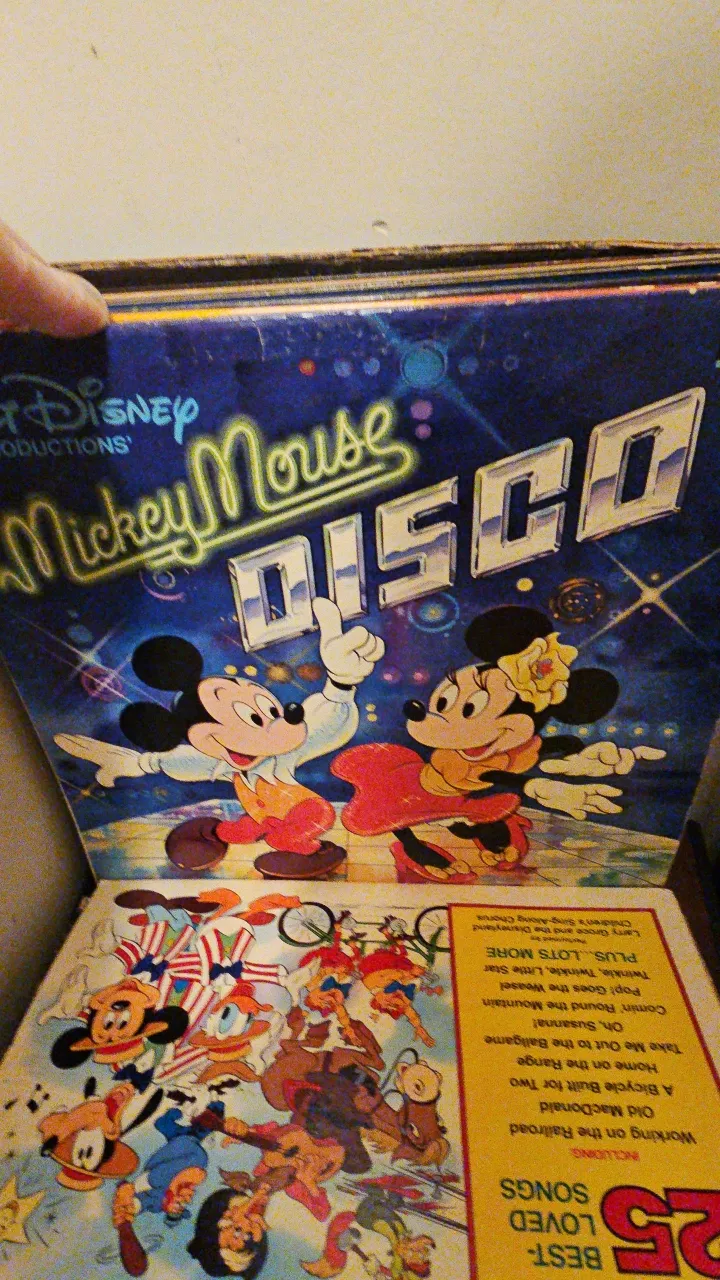 Disney
ODUCTIONS'
Mickey Mouse
DISCO
25
BEST-
LOVED
SONGS
INCLUDING
Working on the Railroad
Old MacDonald
A Bicycle Built for Two
Home on the Range
Take Me Out to the Ballgame
Oh, Susanna!
Comin' Round the Mountain
Pop! Goes the Weasel
Twinkle, Twinkle, Little Star
PLUS...LOTS MORE
Performed by
Larry Groce and the Disneyland
Children's Sing-Along Chorus